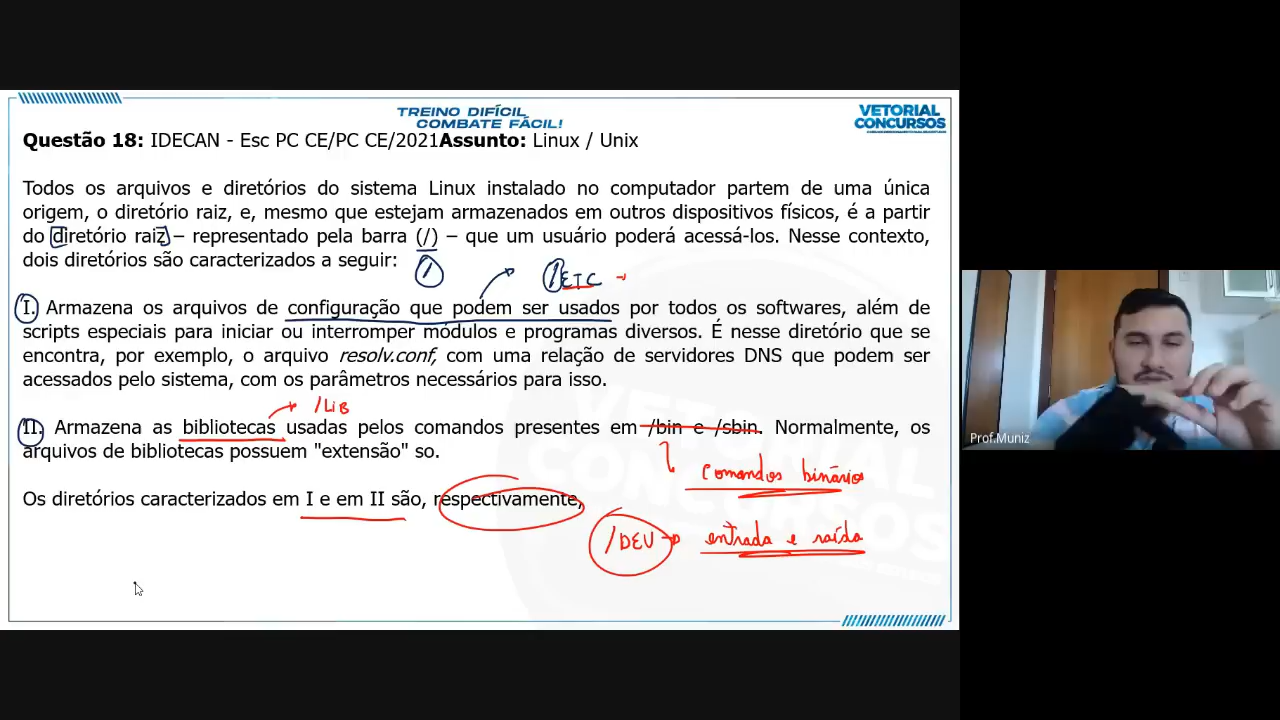 TREINO DIFÍCIL
COMBATE FÁCIL!
VETORIAL
CONCURSOS
Questão 18: IDECAN - Esc PC CE/PC CE/2021Assunto: Linux / Unix
Todos os arquivos e diretórios do sistema Linux instalado no computador partem de uma única
origem, o diretório raiz, e, mesmo que estejam armazenados em outros dispositivos físicos, é a partir
do diretório raiz – representado pela barra (/) – que um usuário poderá acessá-los. Nesse contexto,
dois diretórios são caracterizados a seguir:
/
/ETC
I. Armazena os arquivos de configuração que podem ser usados por todos os softwares, além de
scripts especiais para iniciar ou interromper módulos e programas diversos. É nesse diretório que se
encontra, por exemplo, o arquivo resolv.conf, com uma relação de servidores DNS que podem ser
acessados pelo sistema, com os parâmetros necessários para isso.
/LIB
II. Armazena as bibliotecas usadas pelos comandos presentes em /bin e /sbin. Normalmente, os
arquivos de bibliotecas possuem "extensão" so.
comandos binários
Os diretórios caracterizados em I e em II são, respectivamente,
/DEV → entrada e saída
VETORIAL
CONCURSOS
Prof.Muniz